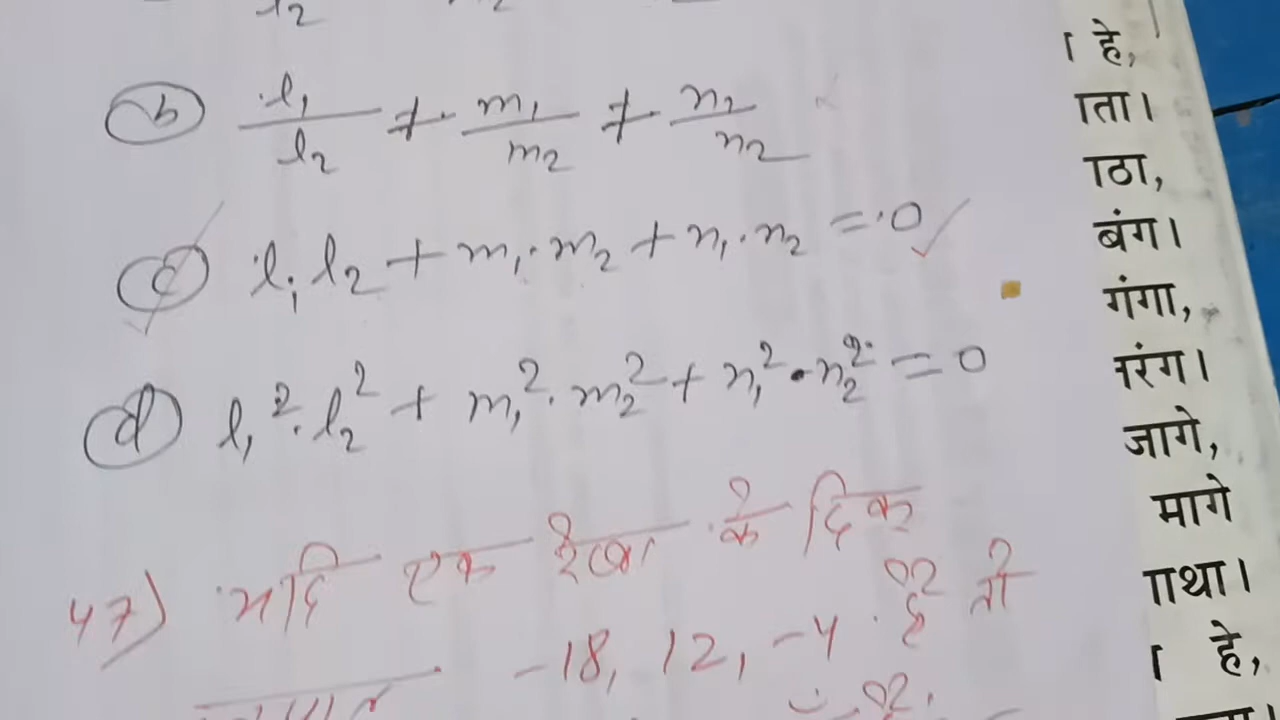 l₂
(b) l₁/l₂ ≠ m₁/m₂ ≠ n₂/n₂
(c) l₁l₂ + m₁·m₂ + n₁·n₂ = 0 ✓
(d) l₁²·l₂² + m₁²·m₂² + n₁²·n₂² = 0
47) यदि एक रेखा के दिक
-18, 12, -4 हैं तो
हे,
ता।
ठा,
बंग।
गंगा,
रंग।
जागे,
मागे
गाथा।
हे,